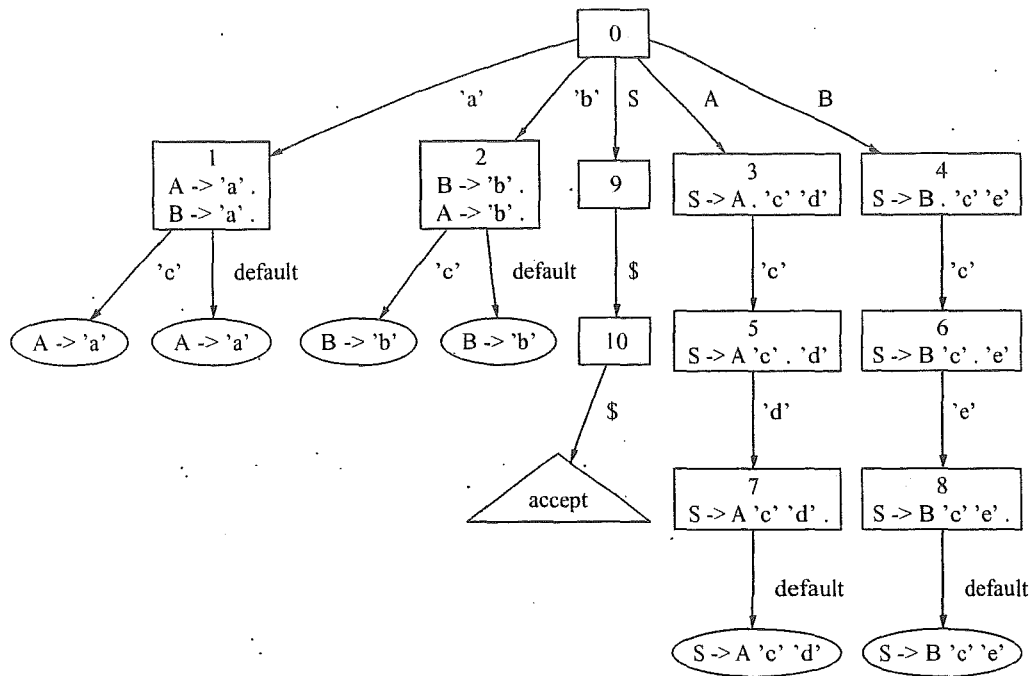 0
'a'
'b'
S
A
B
1
A -> 'a' .
B -> 'a' .
2
B -> 'b' .
A -> 'b' .
9
3
S -> A . 'c' 'd'
4
S -> B . 'c' 'e'
'c'
default
'c'
default
$
'c'
'c'
A -> 'a'
A -> 'a'
B -> 'b'
B -> 'b'
10
5
S -> A 'c' . 'd'
6
S -> B 'c' . 'e'
$
'd'
'e'
accept
7
S -> A 'c' 'd' .
8
S -> B 'c' 'e' .
default
default
S -> A 'c' 'd'
S -> B 'c' 'e'